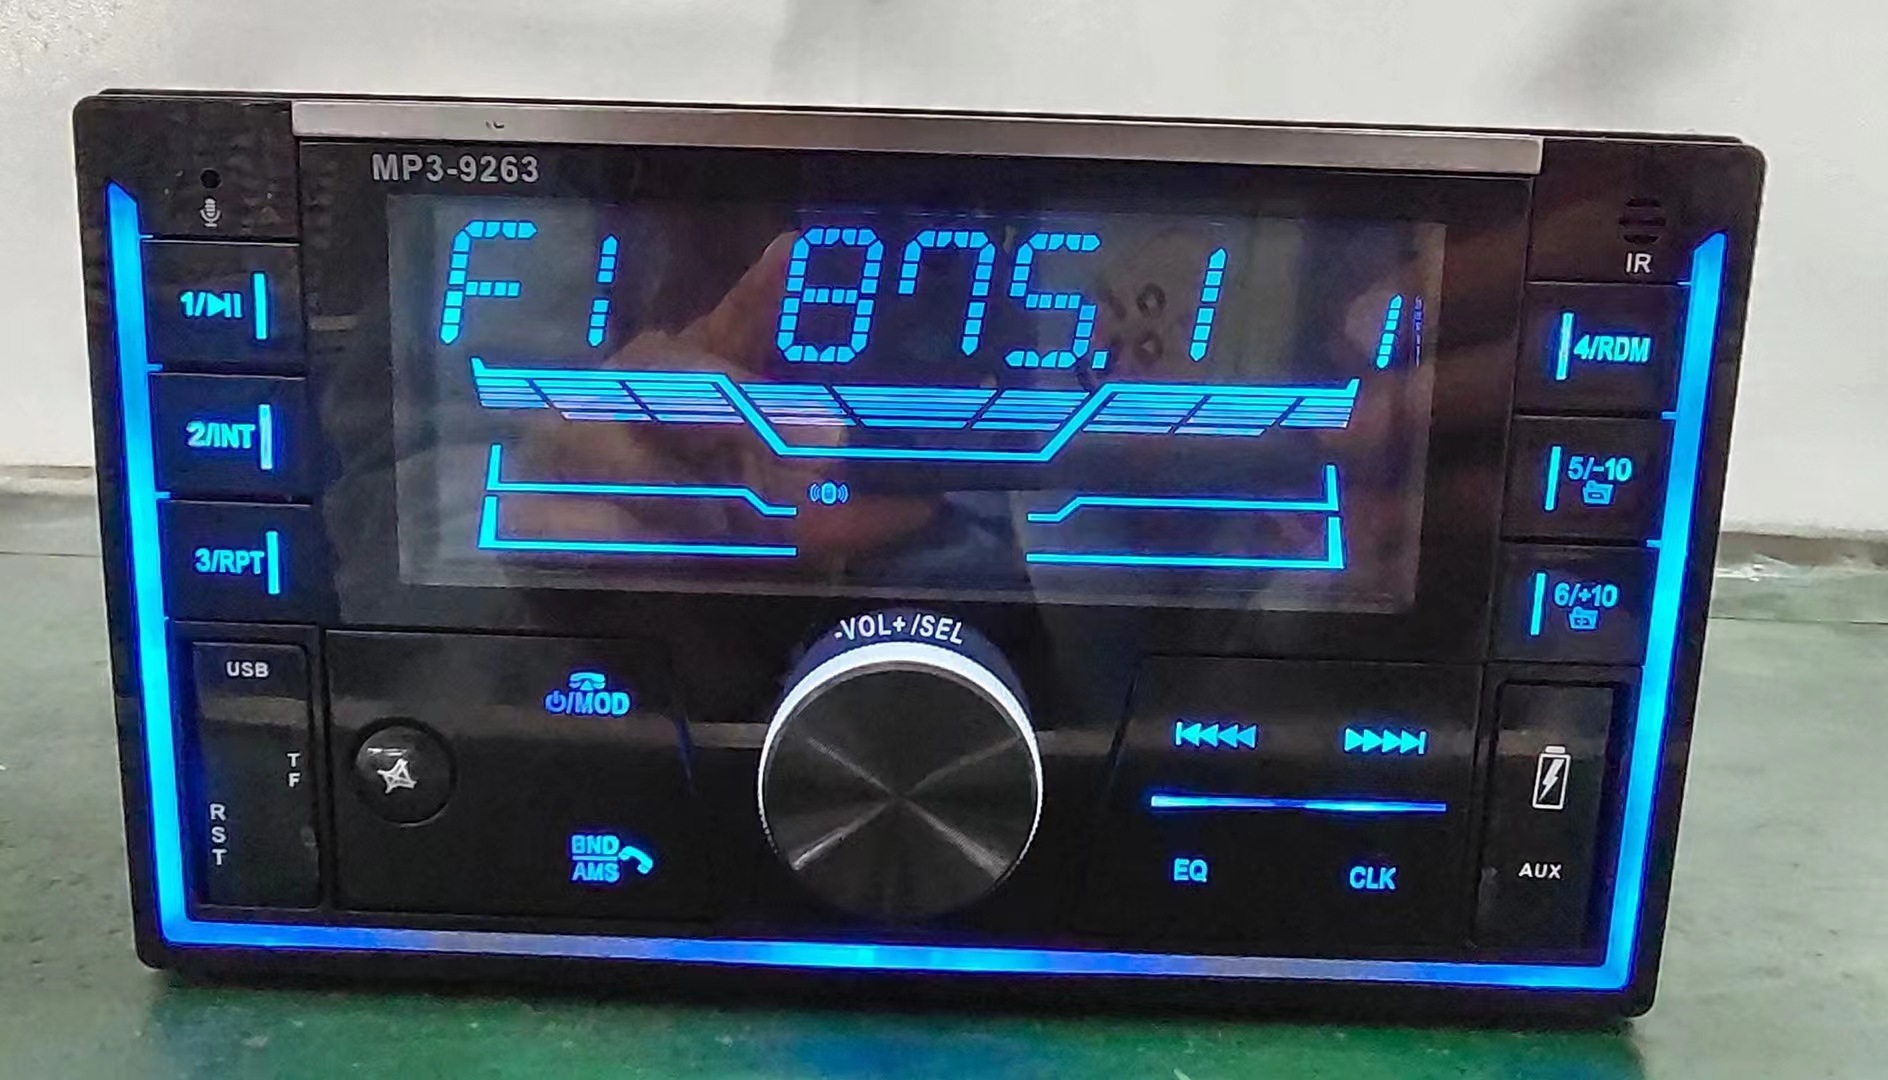 MP3-9263
F1 875.1 1
IR
1/
2/INT
3/RPT
4/RDM
5/-10
6/+10
-VOL+/SEL
USB
TF
RST
/MOD
BND
AMS
EQ
CLK
AUX